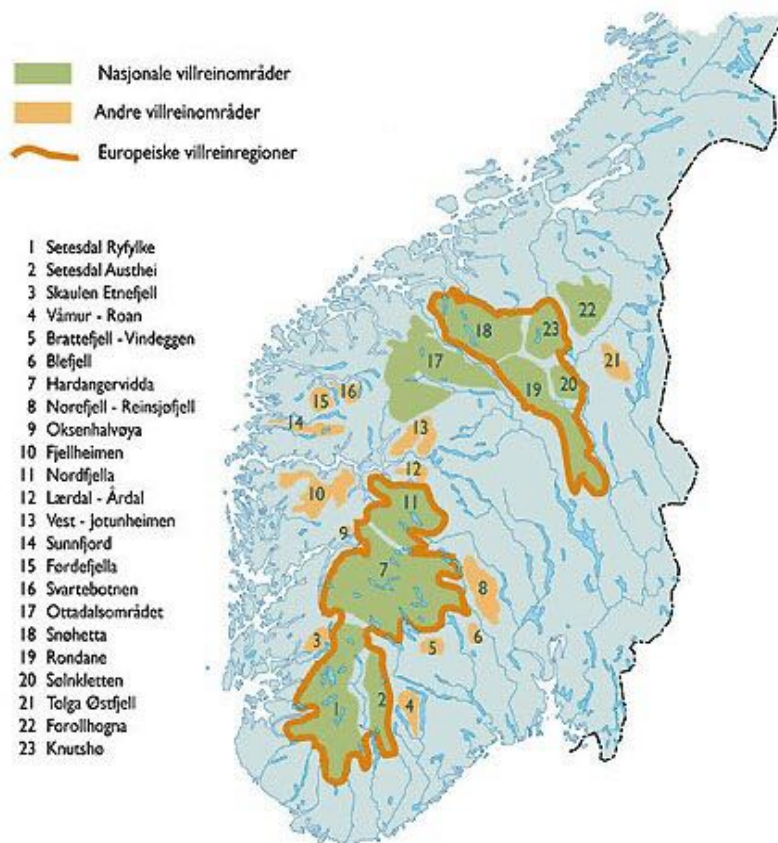 Nasjonale villreinområder
Andre villreinområder
Europeiske villreinregioner
1 Setesdal Ryfylke
2 Setesdal Austhei
3 Skaulen Etnefjell
4 Våmur - Roan
5 Brattefjell - Vindeggen
6 Blefjell
7 Hardangervidda
8 Norefjell - Reinsjøfjell
9 Oksenhalvøya
10 Fjellheimen
11 Nordfjella
12 Lærdal - Årdal
13 Vest - Jotunheimen
14 Sunnfjord
15 Førdefjella
16 Svartebotnen
17 Ottadalsområdet
18 Snøhetta
19 Rondane
20 Sølnkletten
21 Tolga Østfjell
22 Forollhogna
23 Knutshø
22
18
23
17
21
20
19
16
15
14
13
12
10
11
9
7
8
6
3
5
2
4
1